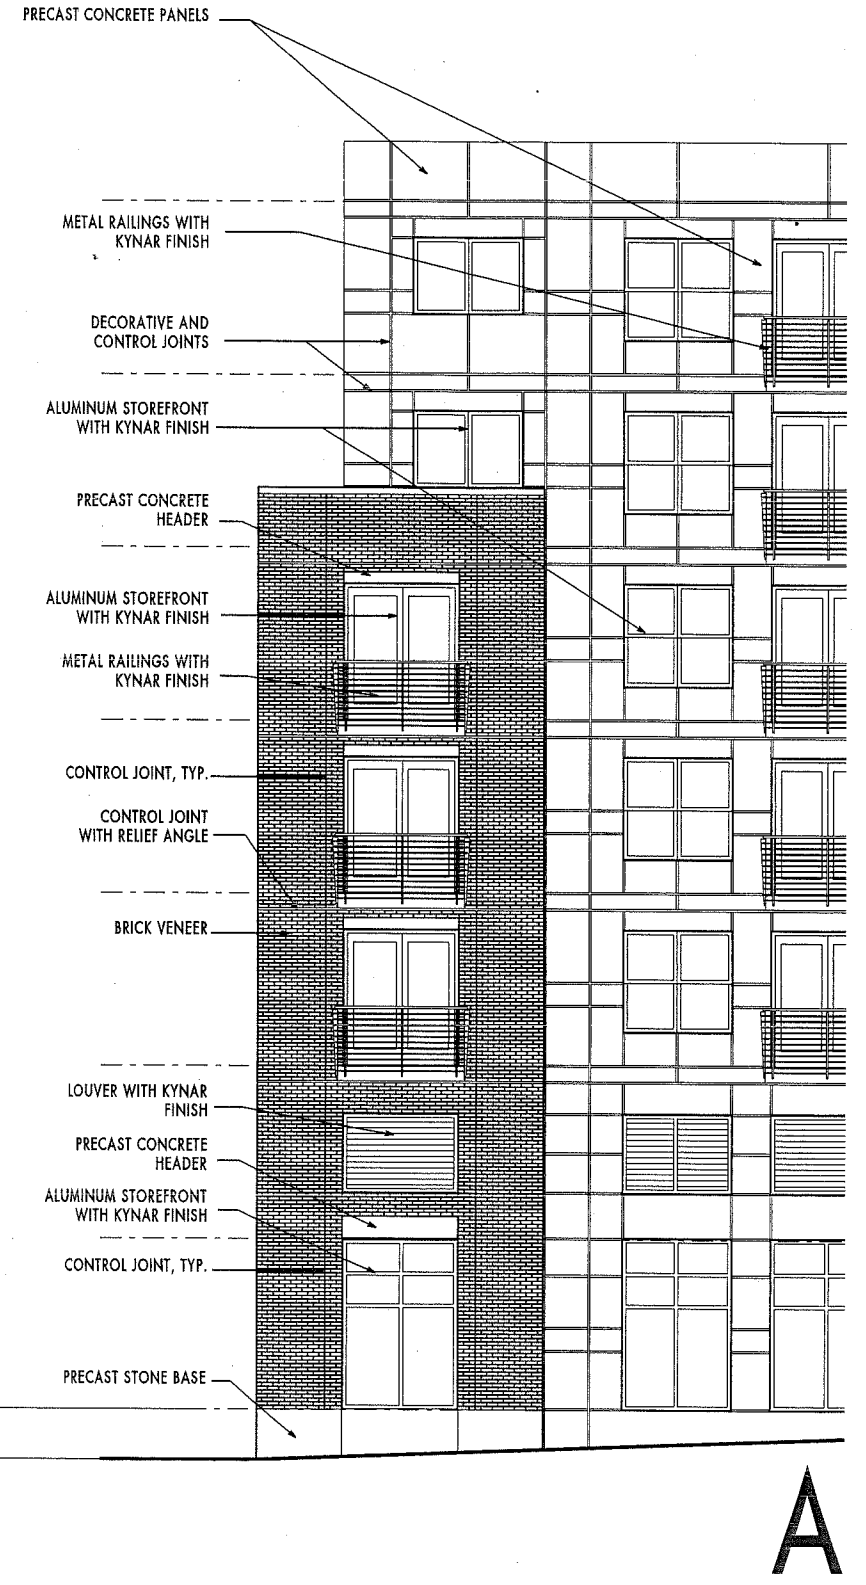 PRECAST CONCRETE PANELS
METAL RAILINGS WITH
KYNAR FINISH
DECORATIVE AND
CONTROL JOINTS
ALUMINUM STOREFRONT
WITH KYNAR FINISH
PRECAST CONCRETE
HEADER
ALUMINUM STOREFRONT
WITH KYNAR FINISH
METAL RAILINGS WITH
KYNAR FINISH
CONTROL JOINT, TYP.
CONTROL JOINT
WITH RELIEF ANGLE
BRICK VENEER
LOUVER WITH KYNAR
FINISH
PRECAST CONCRETE
HEADER
ALUMINUM STOREFRONT
WITH KYNAR FINISH
CONTROL JOINT, TYP.
PRECAST STONE BASE
A